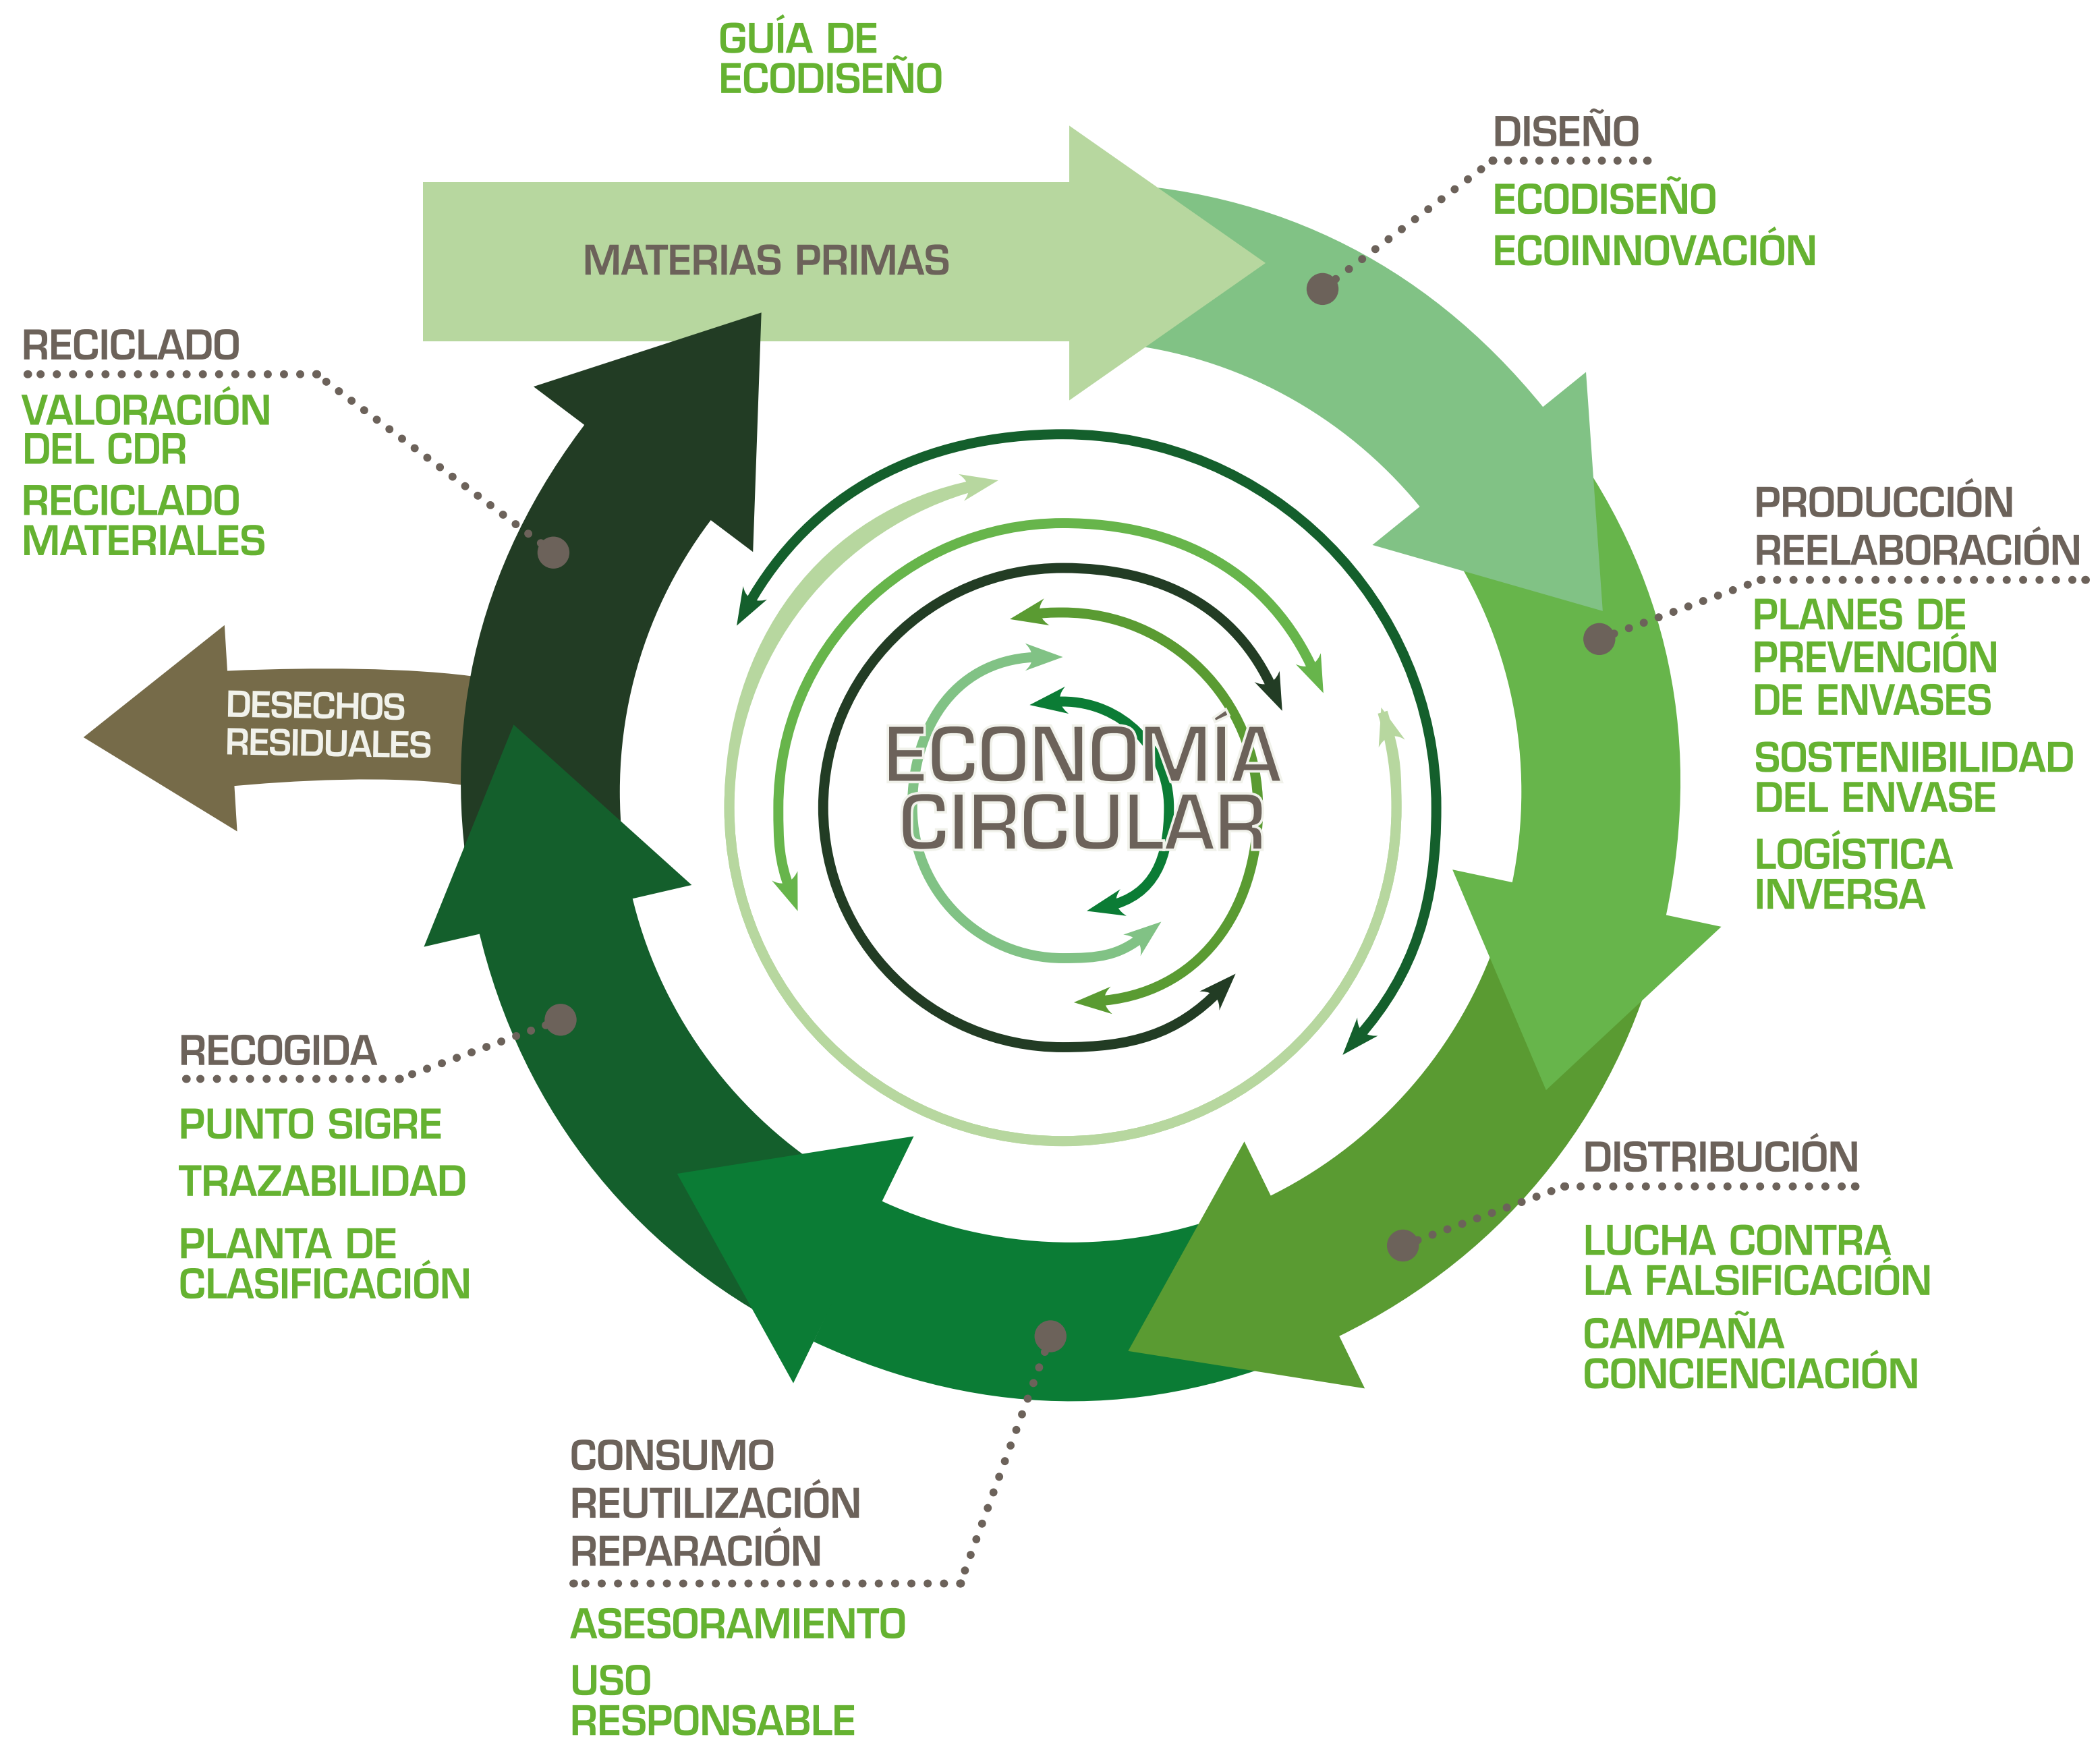 GUÍA DE
ECODISEÑO
MATERIAS PRIMAS
DISEÑO
ECODISEÑO
ECOINNOVACIÓN
PRODUCCIÓN
REELABORACIÓN
PLANES DE
PREVENCIÓN
DE ENVASES
SOSTENIBILIDAD
DEL ENVASE
LOGÍSTICA
INVERSA
DISTRIBUCIÓN
LUCHA CONTRA
LA FALSIFICACIÓN
CAMPAÑA
CONCIENCIACIÓN
CONSUMO
REUTILIZACIÓN
REPARACIÓN
ASESORAMIENTO
USO
RESPONSABLE
RECOGIDA
PUNTO SIGRE
TRAZABILIDAD
PLANTA DE
CLASIFICACIÓN
DESECHOS
RESIDUALES
RECICLADO
VALORACIÓN
DEL CDR
RECICLADO
MATERIALES
ECONOMÍA
CIRCULAR